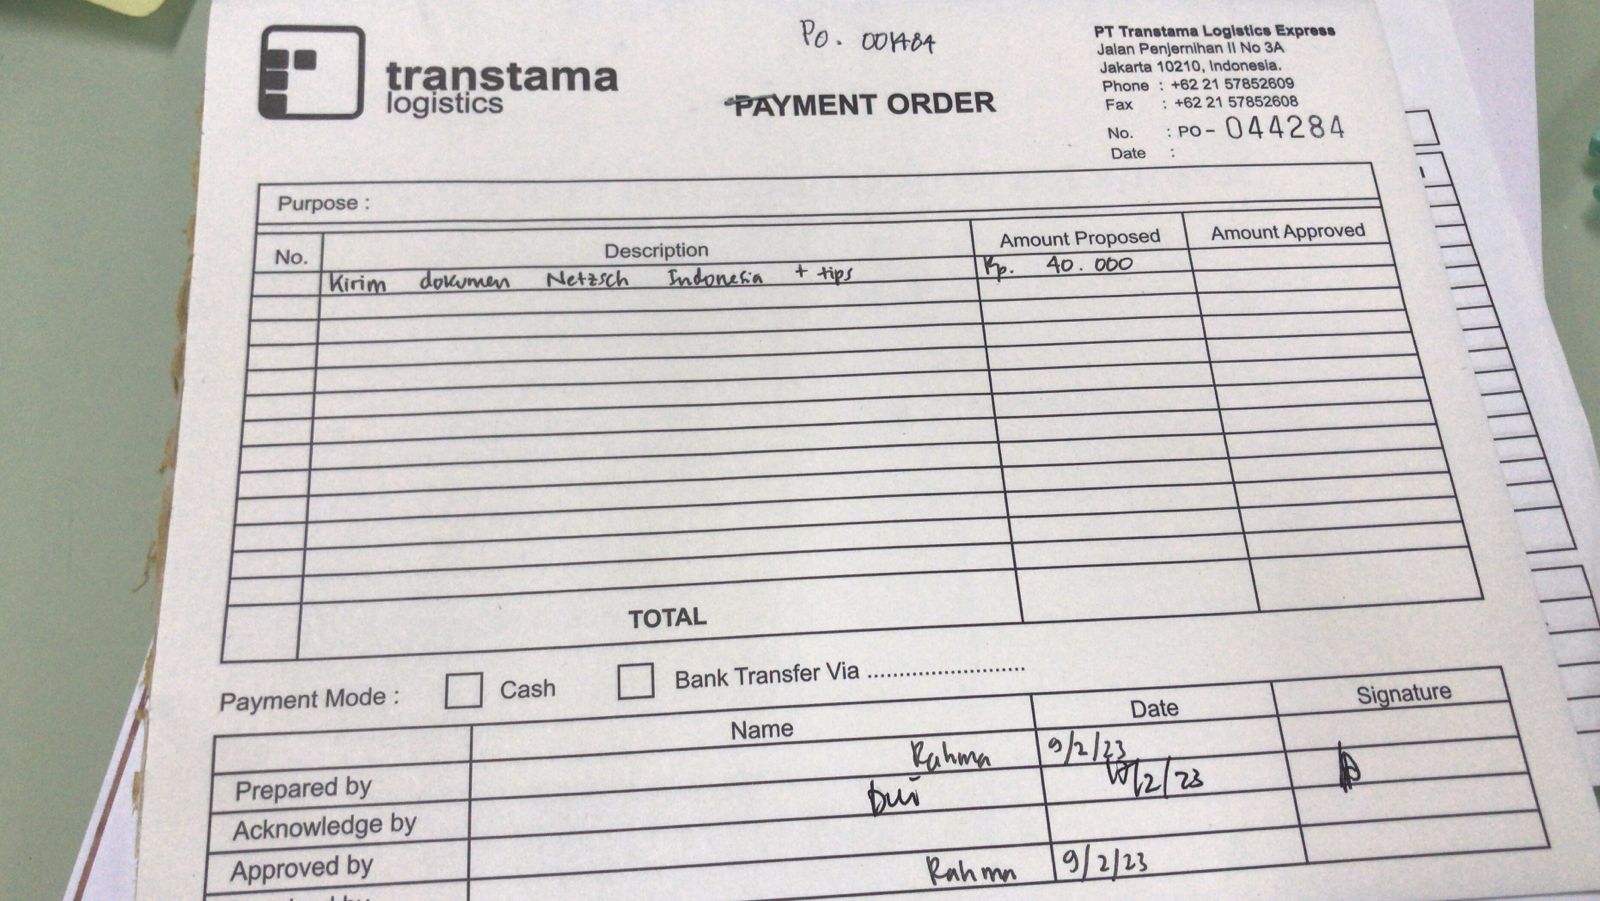 Po. 001484
transtama
logistics
PAYMENT ORDER
PT Transtama Logistics Express
Jalan Penjernihan II No 3A
Jakarta 10210, Indonesia.
Phone : +62 21 57852609
Fax : +62 21 57852608
No. : PO - 044284
Date :
Purpose :
No. Description Amount Proposed Amount Approved
Kirim dokumen Netzsch Indonesia + tips Rp. 40.000
TOTAL
Payment Mode : Cash Bank Transfer Via ........................
Name Date Signature
Prepared by Rahma 9/2/23
Acknowledge by Dwi /2/23
Approved by Rahma 9/2/23